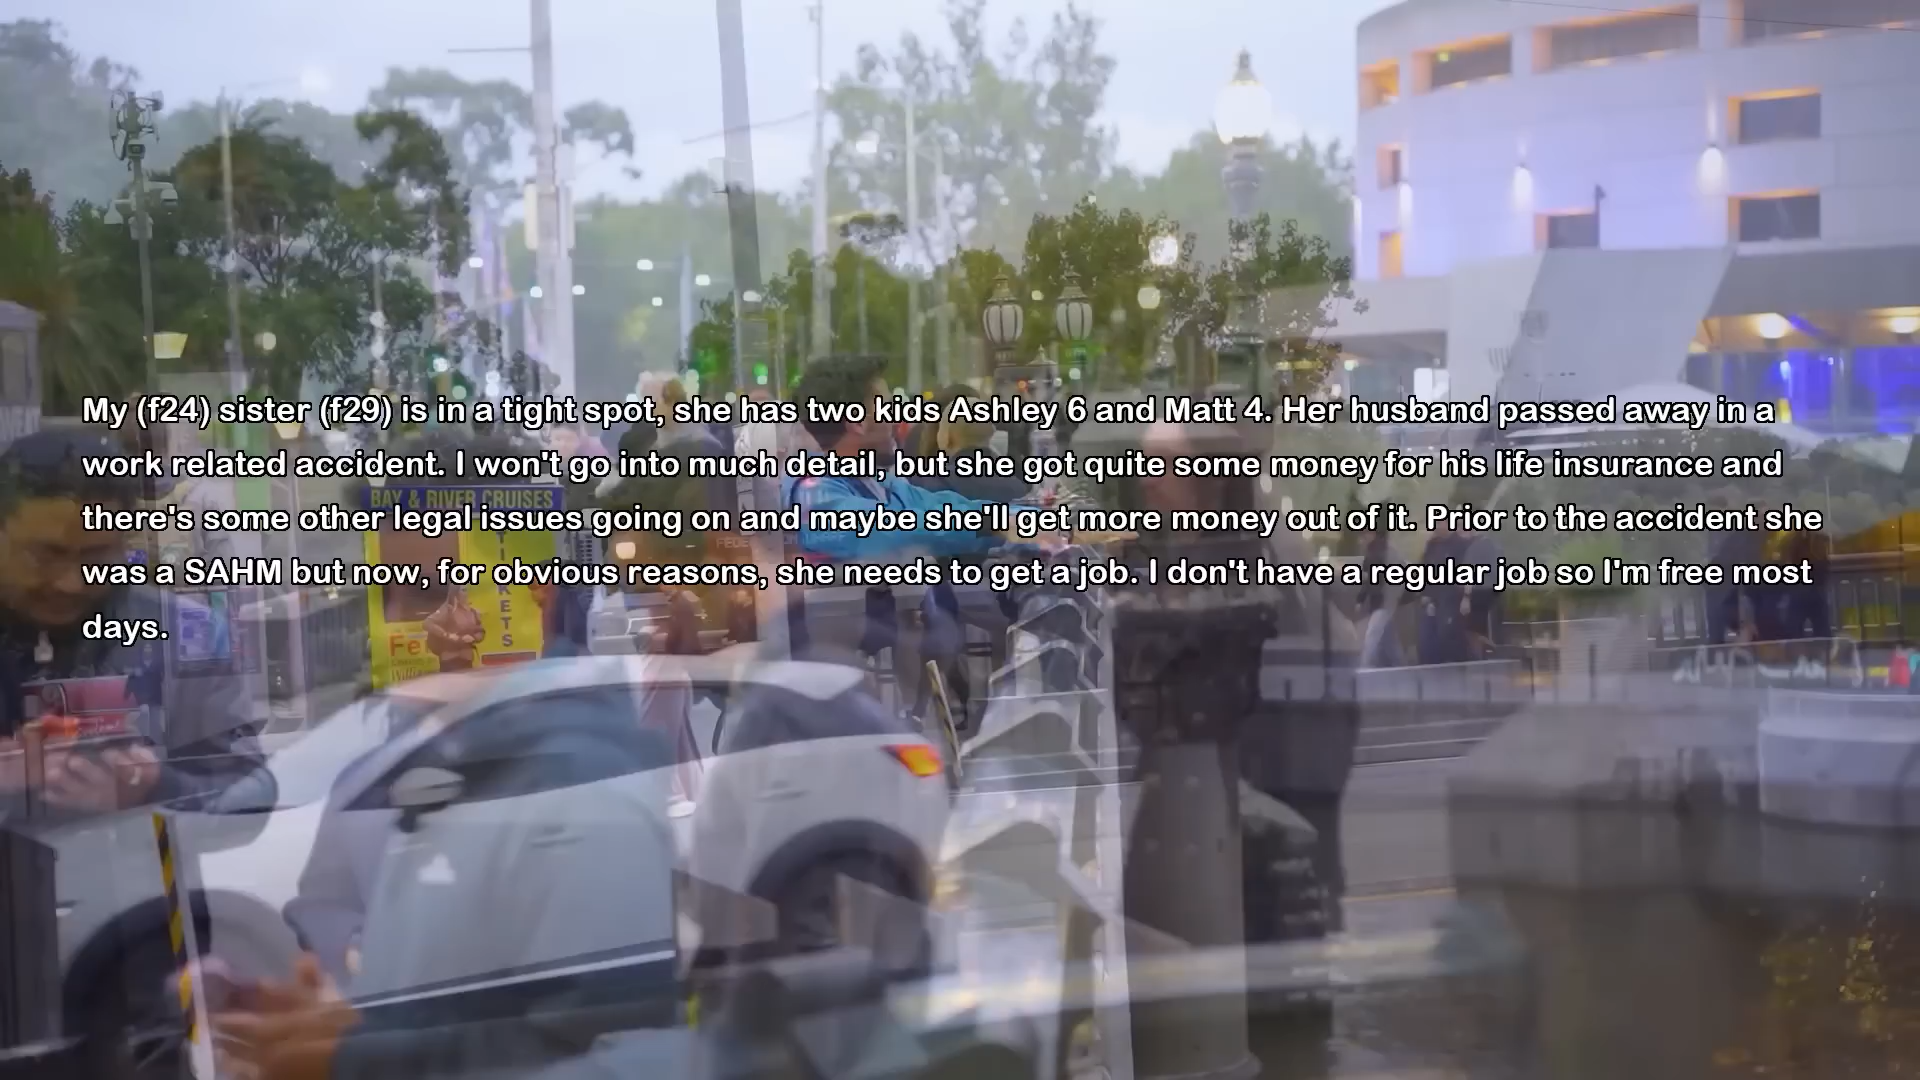 My (f24) sister (f29) is in a tight spot, she has two kids Ashley 6 and Matt 4. Her husband passed away in a
work related accident. I won't go into much detail, but she got quite some money for his life insurance and
there's some other legal issues going on and maybe she'll get more money out of it. Prior to the accident she
was a SAHM but now, for obvious reasons, she needs to get a job. I don't have a regular job so I'm free most
days.
BAY & RIVER CRUISES
TICKETS